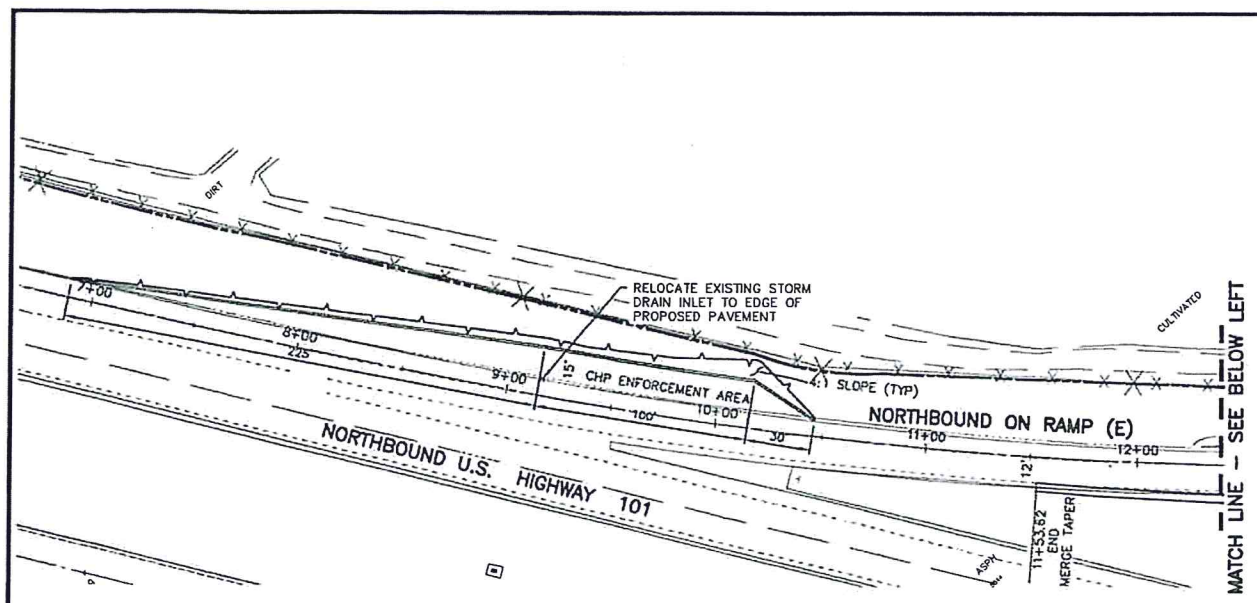 DIRT
RELOCATE EXISTING STORM
DRAIN INLET TO EDGE OF
PROPOSED PAVEMENT
CULTIVATED
MATCH LINE – SEE BELOW LEFT
7+00
8+00
225'
9+00
15'
CHP ENFORCEMENT AREA
100'
10+00
30'
4:1 SLOPE (TYP)
NORTHBOUND ON RAMP (E)
11+00
12+00
12'
NORTHBOUND U.S. HIGHWAY 101
11+53.62
END
MERGE TAPER
ASPH